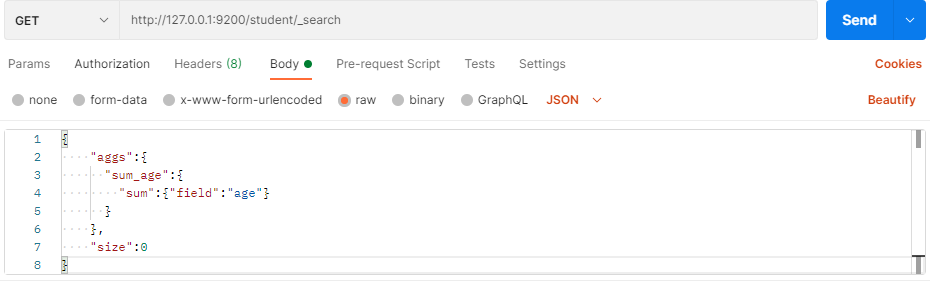 GET http://127.0.0.1:9200/student/_search Send
Params Authorization Headers (8) Body Pre-request Script Tests Settings Cookies
none form-data x-www-form-urlencoded raw binary GraphQL JSON Beautify
1 {
2 "aggs":{
3 "sum_age":{
4 "sum":{"field":"age"}
5 }
6 },
7 "size":0
8 }